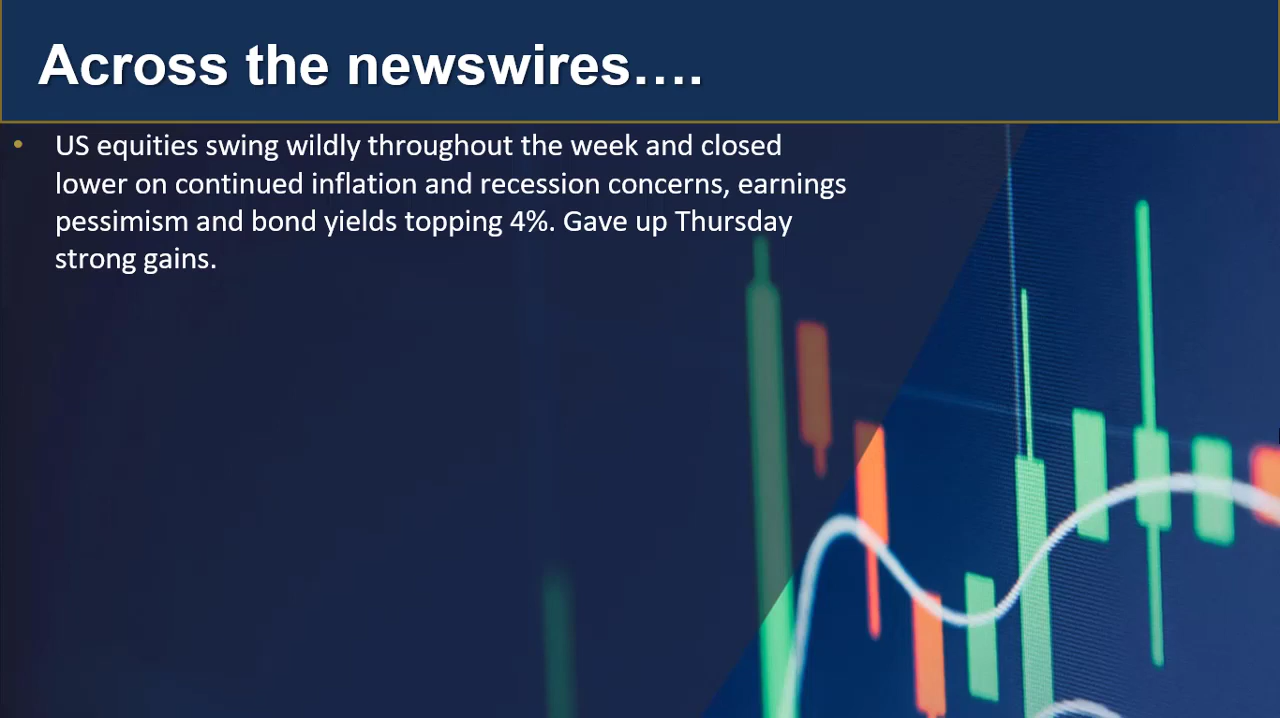 Across the newswires….
• US equities swing wildly throughout the week and closed
lower on continued inflation and recession concerns, earnings
pessimism and bond yields topping 4%. Gave up Thursday
strong gains.